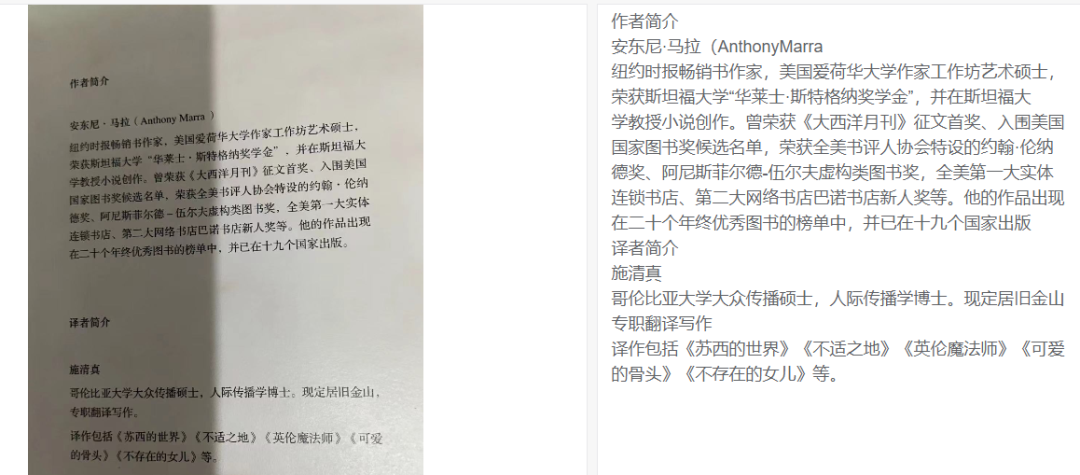 作者简介
安东尼·马拉（Anthony Marra ）
纽约时报畅销书作家，美国爱荷华大学作家工作坊艺术硕士，
荣获斯坦福大学“华莱士·斯特格纳奖学金”，并在斯坦福大
学教授小说创作。曾荣获《大西洋月刊》征文首奖、入围美国
国家图书奖候选名单，荣获全美书评人协会特设的约翰·伦纳
德奖、阿尼斯菲尔德–伍尔夫虚构类图书奖，全美第一大实体
连锁书店、第二大网络书店巴诺书店新人奖等。他的作品出现
在二十个年终优秀图书的榜单中，并已在十九个国家出版。
译者简介
施清真
哥伦比亚大学大众传播硕士，人际传播学博士。现定居旧金山，
专职翻译写作。
译作包括《苏西的世界》《不适之地》《英伦魔法师》《可爱
的骨头》《不存在的女儿》等。
作者简介
安东尼·马拉（AnthonyMarra
纽约时报畅销书作家，美国爱荷华大学作家工作坊艺术硕士，
荣获斯坦福大学“华莱士·斯特格纳奖学金”，并在斯坦福大
学教授小说创作。曾荣获《大西洋月刊》征文首奖、入围美国
国家图书奖候选名单，荣获全美书评人协会特设的约翰·伦纳
德奖、阿尼斯菲尔德-伍尔夫虚构类图书奖，全美第一大实体
连锁书店、第二大网络书店巴诺书店新人奖等。他的作品出现
在二十个年终优秀图书的榜单中，并已在十九个国家出版
译者简介
施清真
哥伦比亚大学大众传播硕士，人际传播学博士。现定居旧金山
专职翻译写作
译作包括《苏西的世界》《不适之地》《英伦魔法师》《可爱
的骨头》《不存在的女儿》等。